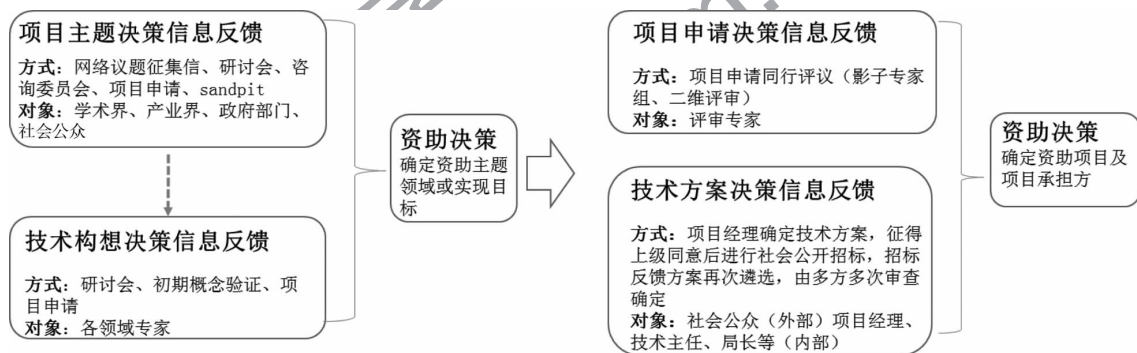 项目主题决策信息反馈
方式：网络议题征集信、研讨会、咨
询委员会、项目申请、sandpit
对象：学术界、产业界、政府部门、
社会公众
技术构想决策信息反馈
方式：研讨会、初期概念验证、项
目申请
对象：各领域专家
资助决策
确定资助主题
领域或实现目
标
项目申请决策信息反馈
方式：项目申请同行评议（影子专家
组、二维评审）
对象：评审专家
技术方案决策信息反馈
方式：项目经理确定技术方案，征得
上级同意后进行社会公开招标，招标
反馈方案再次遴选，由多方多次审查
确定
对象：社会公众（外部）项目经理、
技术主任、局长等（内部）
资助决策
确定资助项目及
项目承担方